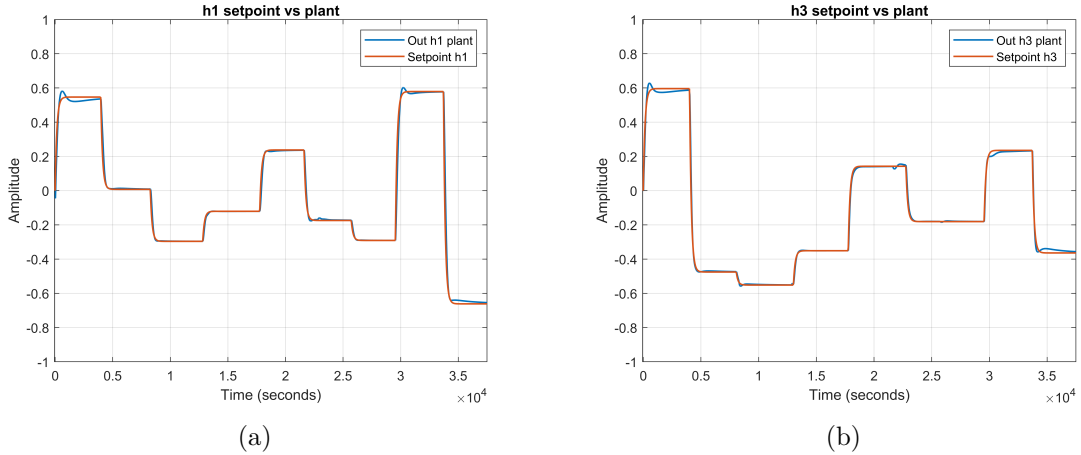 h1 setpoint vs plant
Out h1 plant
Setpoint h1
Amplitude
1
0.8
0.6
0.4
0.2
0
-0.2
-0.4
-0.6
-0.8
-1
0 0.5 1 1.5 2 2.5 3 3.5
Time (seconds)
×10^4
(a)
h3 setpoint vs plant
Out h3 plant
Setpoint h3
Amplitude
1
0.8
0.6
0.4
0.2
0
-0.2
-0.4
-0.6
-0.8
-1
0 0.5 1 1.5 2 2.5 3 3.5
Time (seconds)
×10^4
(b)